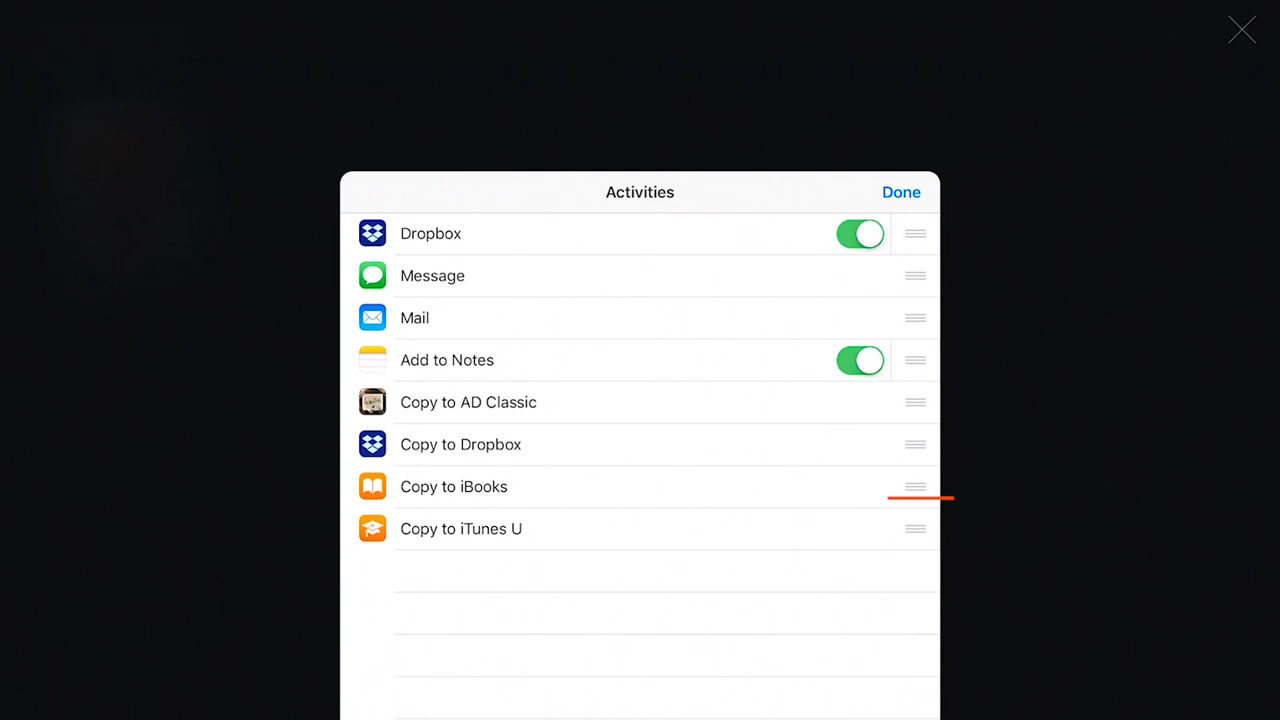 Activities
Done
Dropbox
Message
Mail
Add to Notes
Copy to AD Classic
Copy to Dropbox
Copy to iBooks
Copy to iTunes U